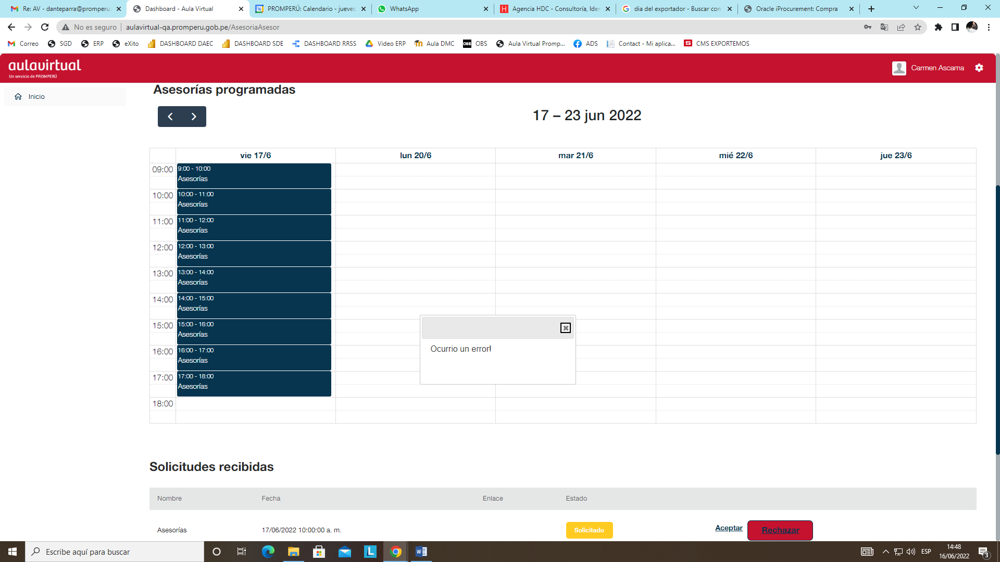 Re: AV - danteparra@promperu.
Dashboard - Aula Virtual
PROMPERÚ: Calendario - jueves
WhatsApp
Agencia HDC - Consultoría, Iden
dia del exportador - Buscar con
Oracle iProcurement: Compra
No es seguro
aulavirtual-qa.promperu.gob.pe/AsesoriaAsesor
Correo
SGD
ERP
eXito
DASHBOARD DAEC
DASHBOARD SDE
DASHBOARD RRSS
Video ERP
Aula DMC
OBS
OBS
Aula Virtual Promp...
ADS
Contact - Mi aplica...
CMS EXPORTEMOS
aulavirtual
Un servicio de PROMPERÚ
Carmen Ascama
Inicio
Asesorías programadas
17 – 23 jun 2022
vie 17/6
lun 20/6
mar 21/6
mié 22/6
jue 23/6
09:00
9:00 - 10:00
Asesorías
10:00
10:00 - 11:00
Asesorías
11:00
11:00 - 12:00
Asesorías
12:00
12:00 - 13:00
Asesorías
13:00
13:00 - 14:00
Asesorías
14:00
14:00 - 15:00
Asesorías
15:00
15:00 - 16:00
Asesorías
16:00
16:00 - 17:00
Asesorías
17:00
17:00 - 18:00
Asesorías
18:00
Ocurrio un error!
Solicitudes recibidas
Nombre
Fecha
Enlace
Estado
Asesorías
17/06/2022 10:00:00 a. m.
Solicitado
Aceptar
Rechazar
Escribe aquí para buscar
ESP
14:48
16/06/2022
3